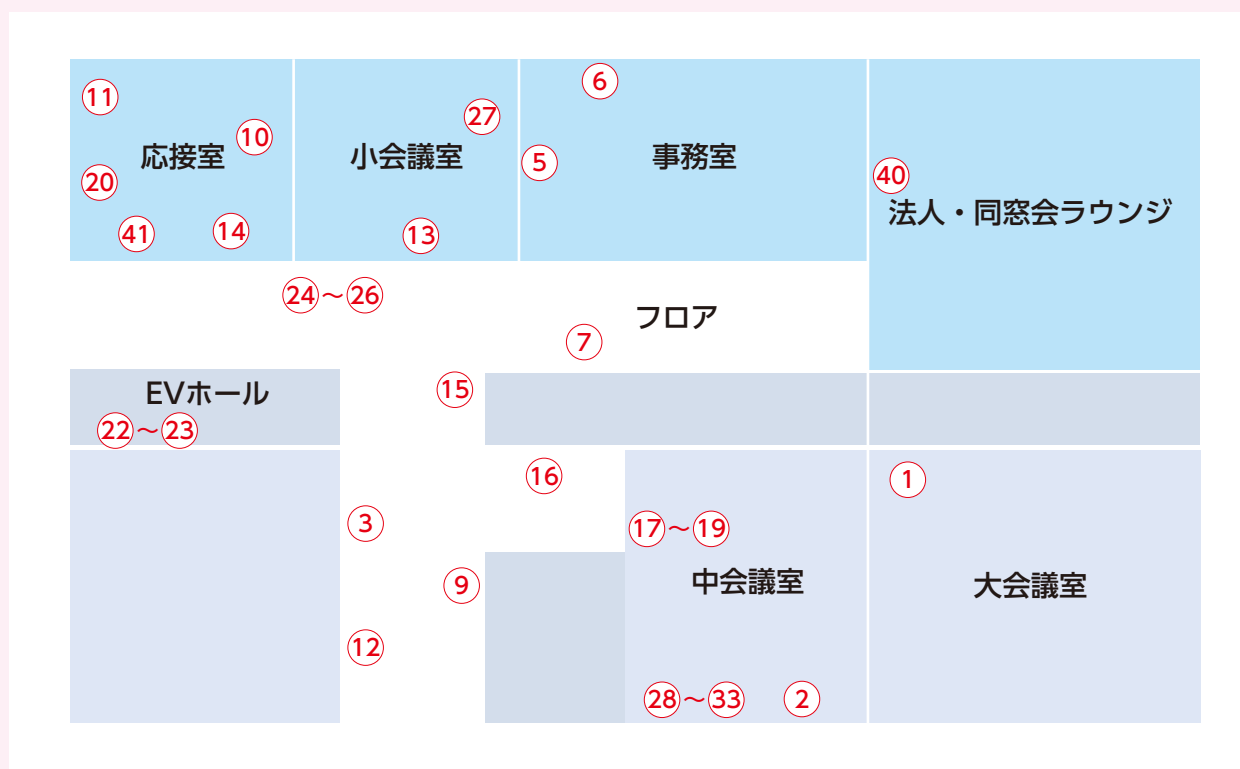 ⑪
⑩
応接室
⑳
㊶
⑭
㉗
小会議室
⑬
⑥
⑤
事務室
㊵
法人・同窓会ラウンジ
㉔～㉖
フロア
⑦
EVホール
㉒～㉓
⑮
⑯
③
⑨
⑫
⑰～⑲
中会議室
㉘～㉝
②
①
大会議室